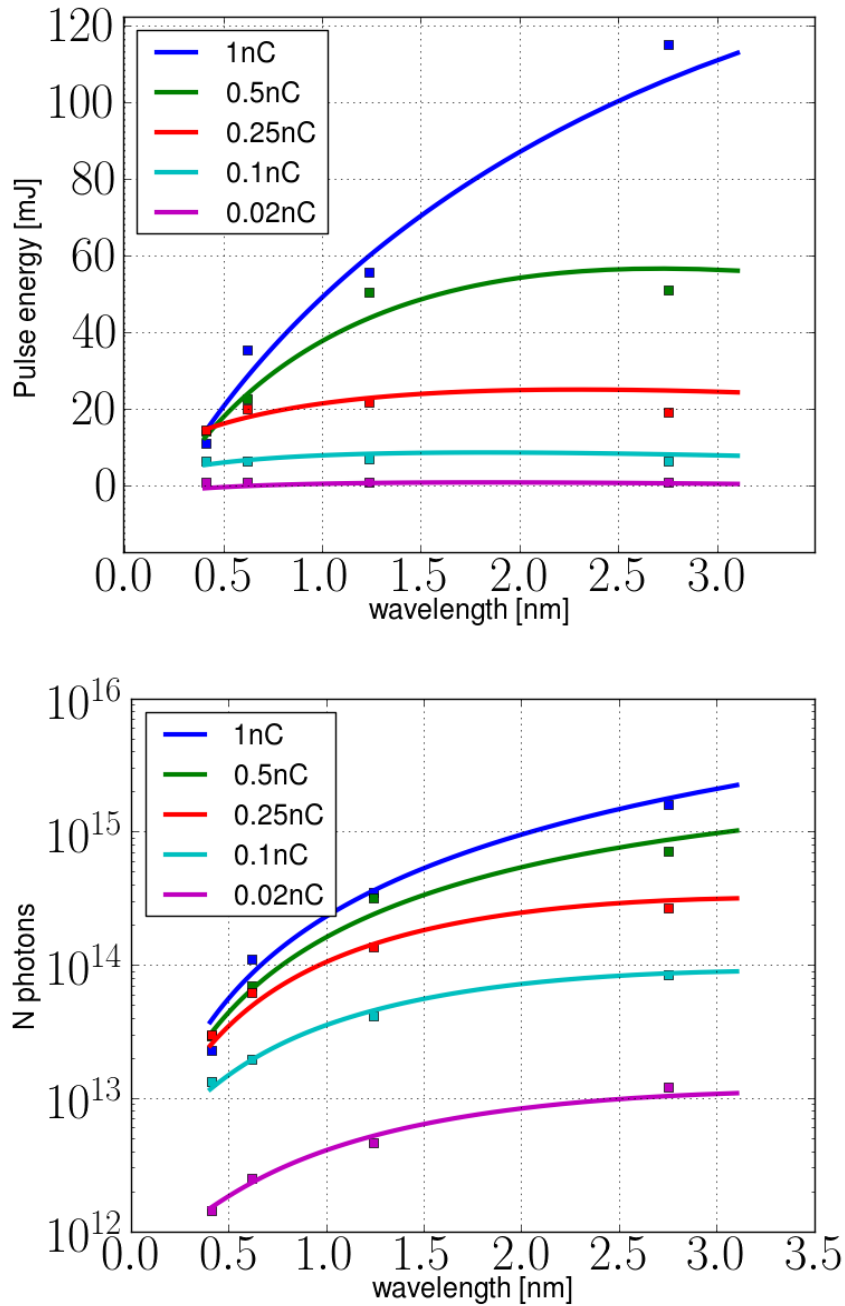 120
100
80
60
40
20
0
Pulse energy [mJ]
1nC
0.5nC
0.25nC
0.1nC
0.02nC
0.0 0.5 1.0 1.5 2.0 2.5 3.0
wavelength [nm]
10^16
10^15
10^14
10^13
10^12
N photons
1nC
0.5nC
0.25nC
0.1nC
0.02nC
0.0 0.5 1.0 1.5 2.0 2.5 3.0 3.5
wavelength [nm]